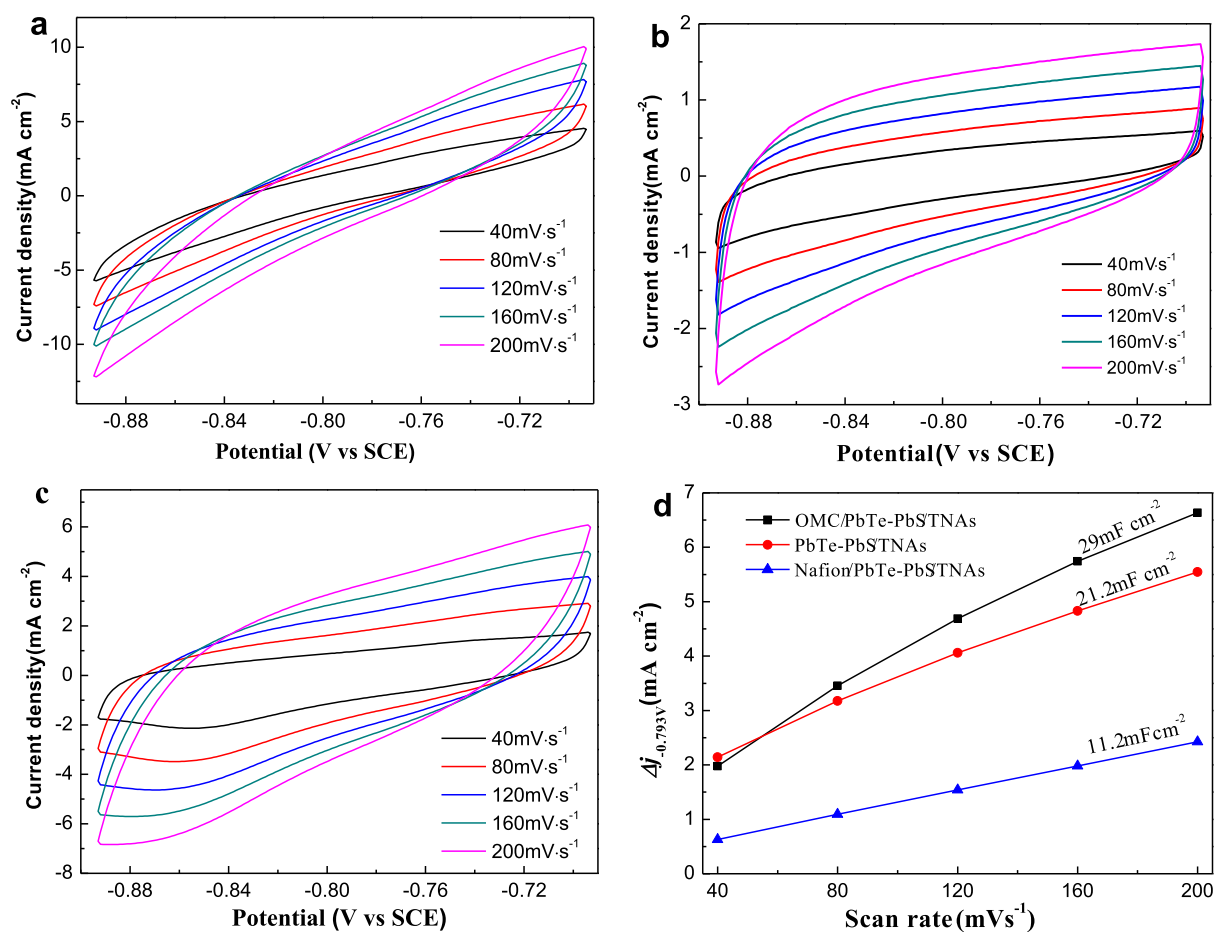 a
Current density(mA cm-2)
10
5
0
-5
-10
40mV·s-1
80mV·s-1
120mV·s-1
160mV·s-1
200mV·s-1
-0.88
-0.84
-0.80
-0.76
-0.72
Potential (V vs SCE)
b
Current density(mA cm-2)
2
1
0
-1
-2
-3
40mV·s-1
80mV·s-1
120mV·s-1
160mV·s-1
200mV·s-1
-0.88
-0.84
-0.80
-0.76
-0.72
Potential(V vs SCE)
c
Current density(mA cm-2)
6
4
2
0
-2
-4
-6
-8
40mV·s-1
80mV·s-1
120mV·s-1
160mV·s-1
200mV·s-1
-0.88
-0.84
-0.80
-0.76
-0.72
Potential (V vs SCE)
d
Δj-0.793V(mA cm-2)
7
6
5
4
3
2
1
0
OMC/PbTe-PbS/TNAs
PbTe-PbS/TNAs
Nafion/PbTe-PbS/TNAs
29mF cm-2
21.2mF cm-2
11.2mFcm-2
40
80
120
160
200
Scan rate(mVs-1)